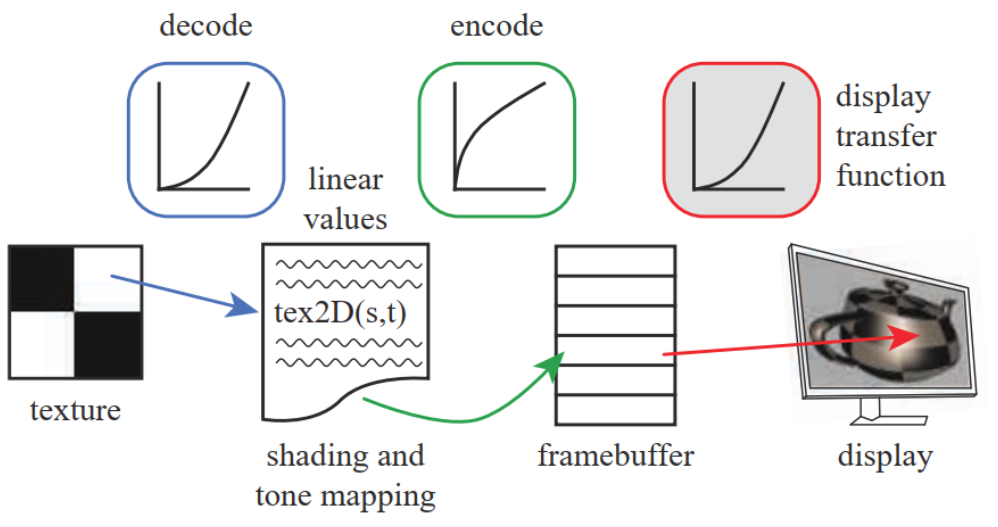 decode
encode
display
transfer
function
linear
values
tex2D(s,t)
texture
shading and
tone mapping
framebuffer
display